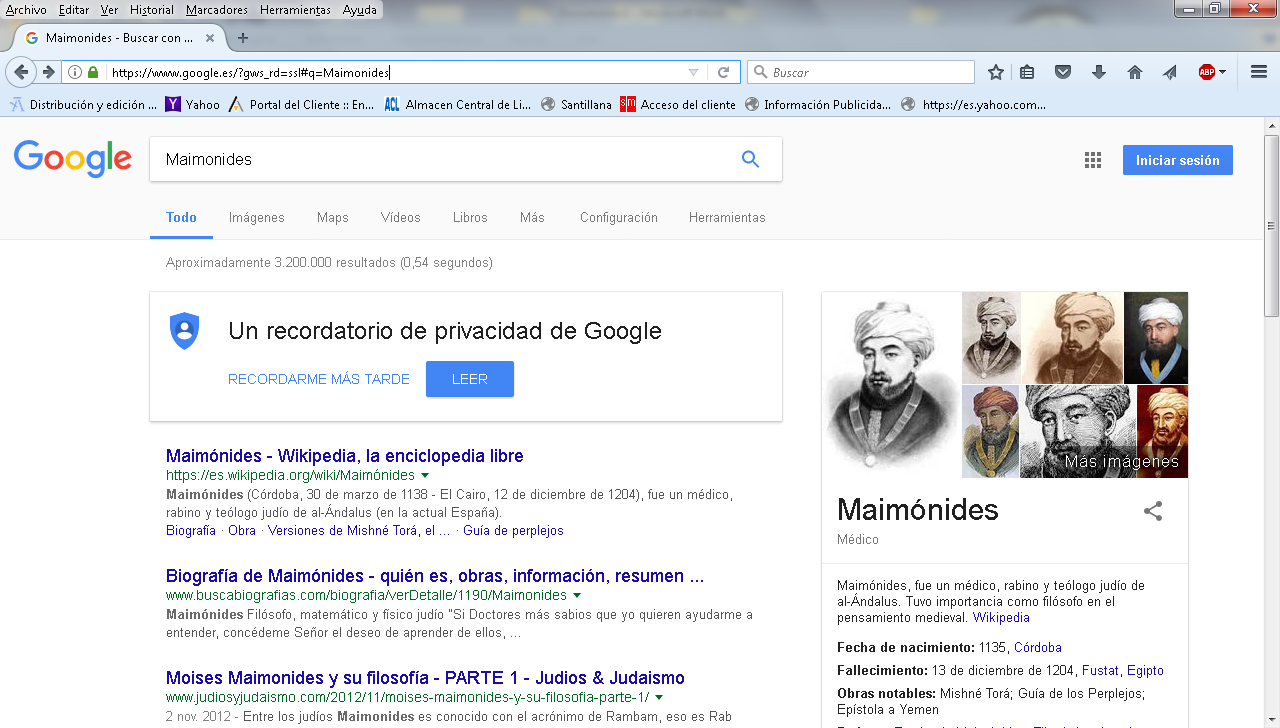 Archivo Editar Ver Historial Marcadores Herramientas Ayuda
Maimonides - Buscar con ...
https://www.google.es/?gws_rd=ssl#q=Maimonides
Buscar
ABP
Distribución y edición ... Yahoo Portal del Cliente :: En... ACL Almacen Central de Li... Santillana sm Acceso del cliente Información Publicita... https://es.yahoo.com...
Google
Maimonides
Iniciar sesión
Todo Imágenes Maps Vídeos Libros Más Configuración Herramientas
Aproximadamente 3.200.000 resultados (0,54 segundos)
Un recordatorio de privacidad de Google
RECORDARME MÁS TARDE LEER
Maimónides - Wikipedia, la enciclopedia libre
https://es.wikipedia.org/wiki/Maimónides
Maimónides (Córdoba, 30 de marzo de 1138 - El Cairo, 12 de diciembre de 1204), fue un médico,
rabino y teólogo judío de al-Ándalus (en la actual España).
Biografía · Obra · Versiones de Mishné Torá, el ... · Guía de perplejos
Biografía de Maimónides - quién es, obras, información, resumen ...
www.buscabiografias.com/biografia/verDetalle/1190/Maimonides
Maimónides Filósofo, matemático y físico judío "Si Doctores más sabios que yo quieren ayudarme a
entender, concédeme Señor el deseo de aprender de ellos, ...
Moises Maimonides y su filosofía - PARTE 1 - Judios & Judaismo
www.judiosyjudaismo.com/2012/11/moises-maimonides-y-su-filosofia-parte-1/
2 nov. 2012 - Entre los judíos Maimonides es conocido con el acrónimo de Rambam, eso es Rab
Más imágenes
Maimónides
Médico
Maimónides, fue un médico, rabino y teólogo judío de
al-Ándalus. Tuvo importancia como filósofo en el
pensamiento medieval. Wikipedia
Fecha de nacimiento: 1135, Córdoba
Fallecimiento: 13 de diciembre de 1204, Fustat, Egipto
Obras notables: Mishné Torá; Guía de los Perplejos;
Epístola a Yemen